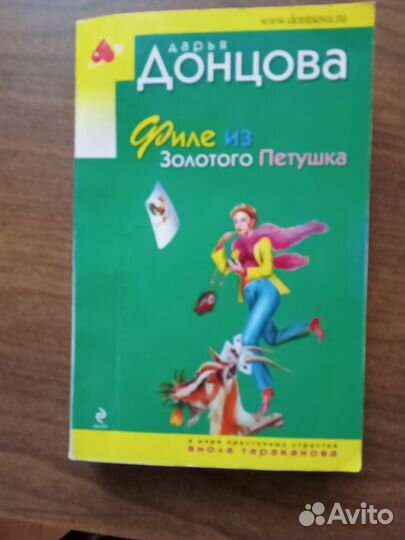 www.dontsova.ru
дарья
Донцова
Филе из
Золотого Петушка
в мире преступных страстей
виола тараканова
Avito